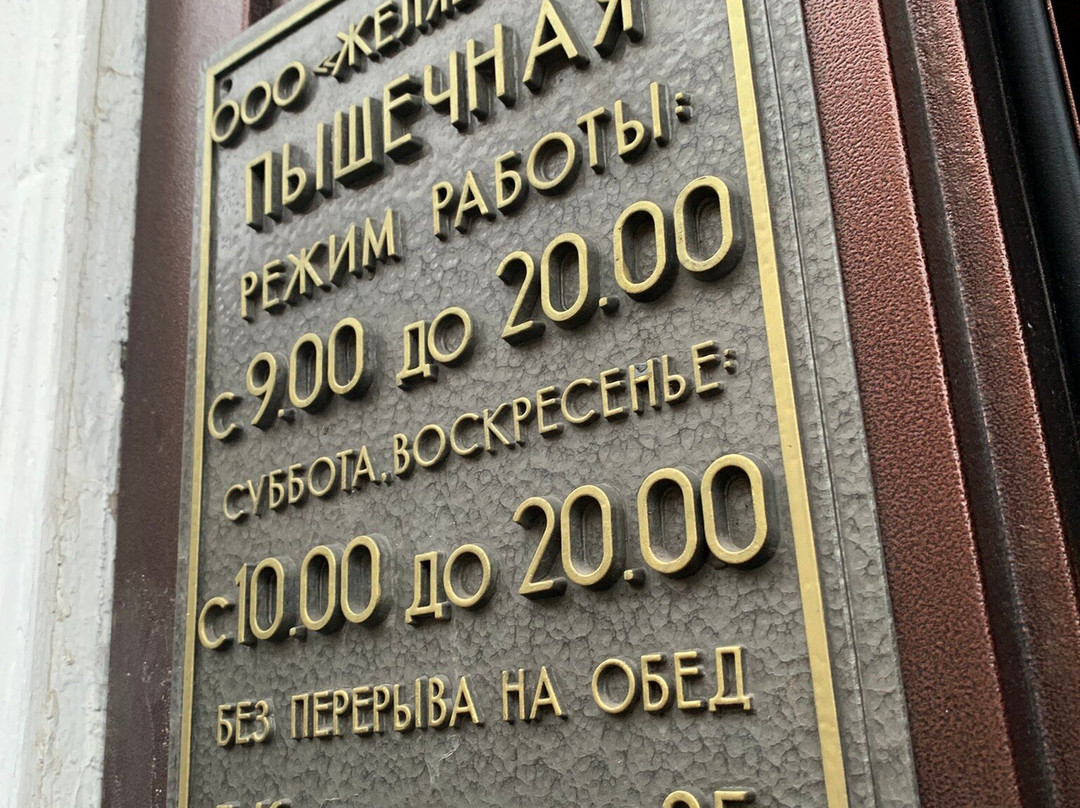 ООО
ПЫШЕЧНАЯ
РЕЖИМ РАБОТЫ:
С 9.00 ДО 20.00
СУББОТА, ВОСКРЕСЕНЬЕ:
С 10.00 ДО 20.00
БЕЗ ПЕРЕРЫВА НА ОБЕД